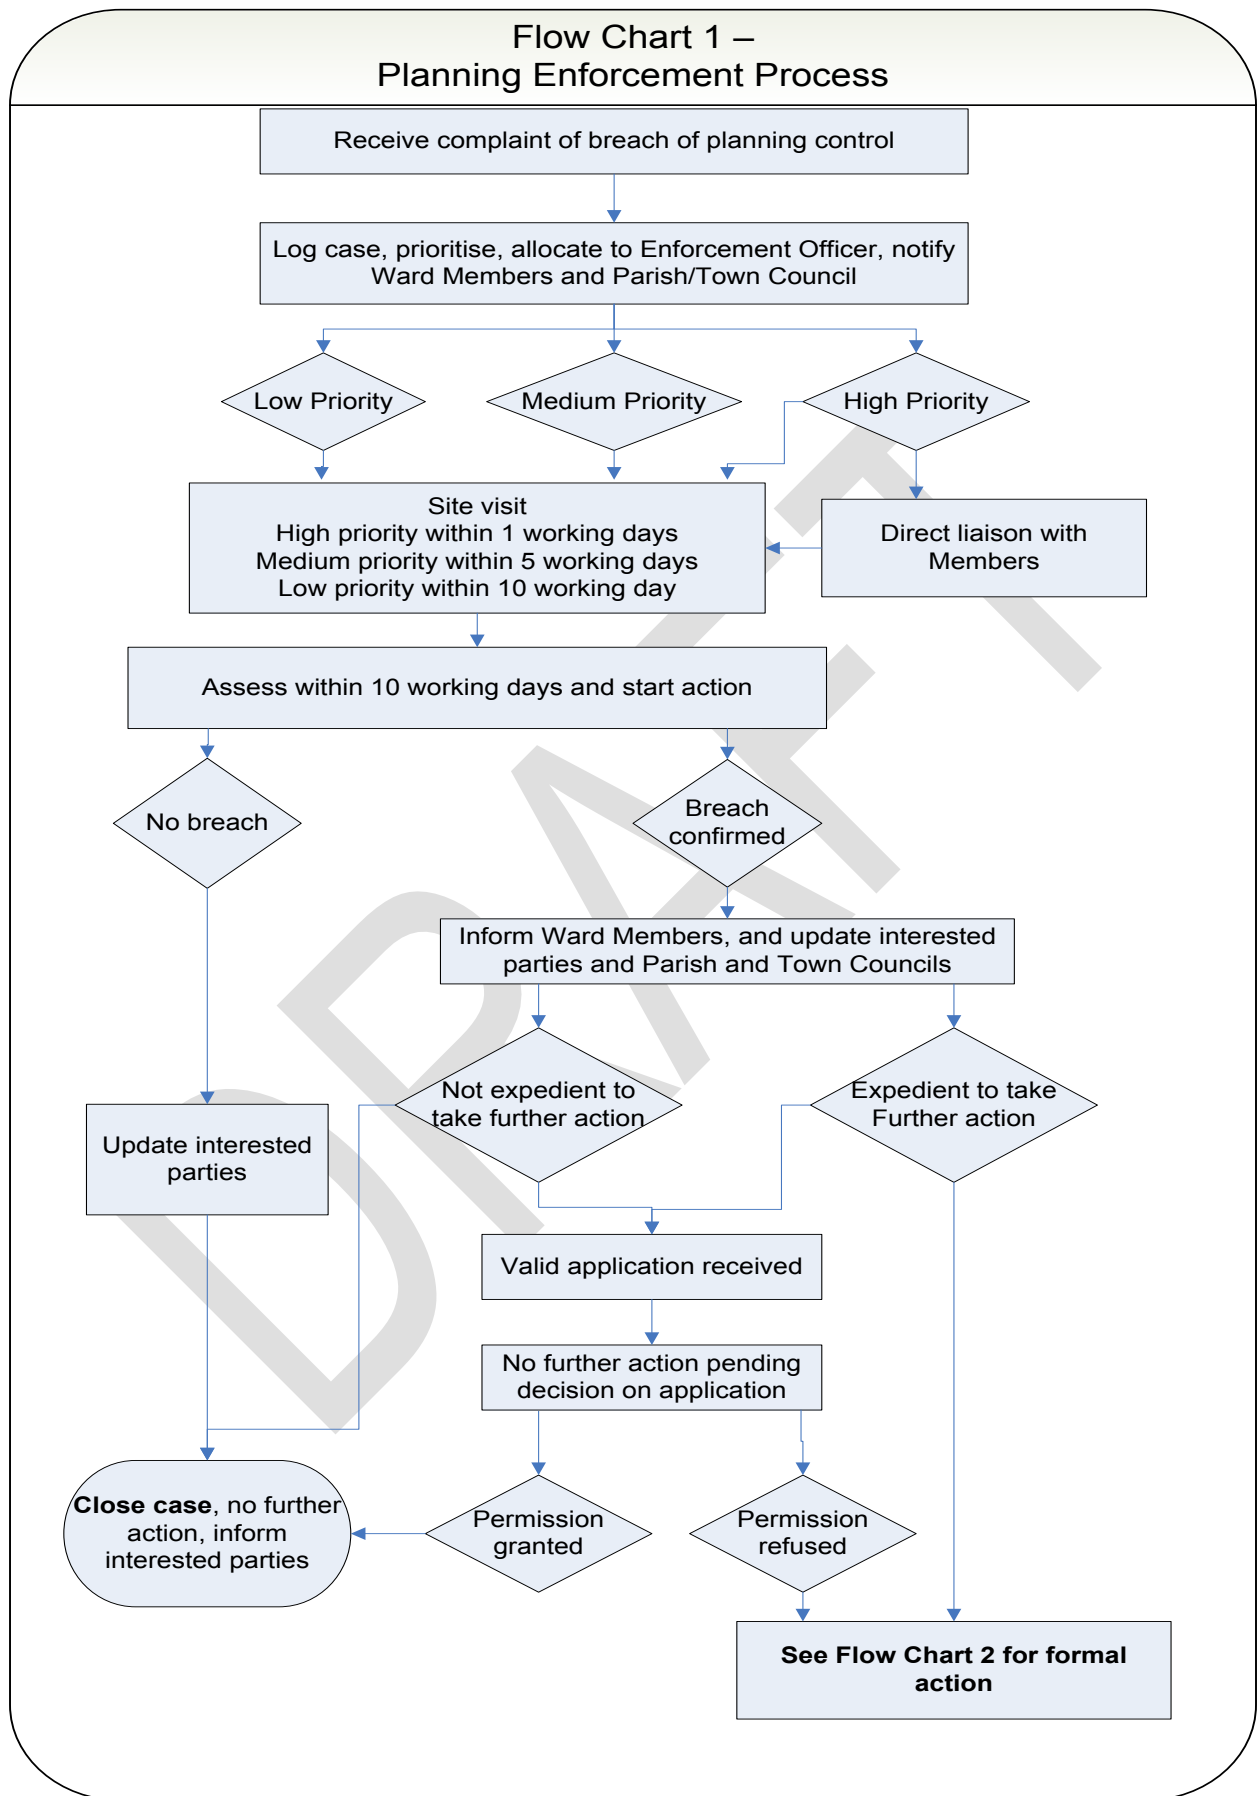 Flow Chart 1 –
Planning Enforcement Process
Receive complaint of breach of planning control
Log case, prioritise, allocate to Enforcement Officer, notify
Ward Members and Parish/Town Council
Low Priority
Medium Priority
High Priority
Site visit
High priority within 1 working days
Medium priority within 5 working days
Low priority within 10 working day
Direct liaison with
Members
Assess within 10 working days and start action
No breach
Breach
confirmed
Inform Ward Members, and update interested
parties and Parish and Town Councils
Not expedient to
take further action
Expedient to take
Further action
Update interested
parties
Valid application received
No further action pending
decision on application
Close case, no further
action, inform
interested parties
Permission
granted
Permission
refused
See Flow Chart 2 for formal
action
DRAFT